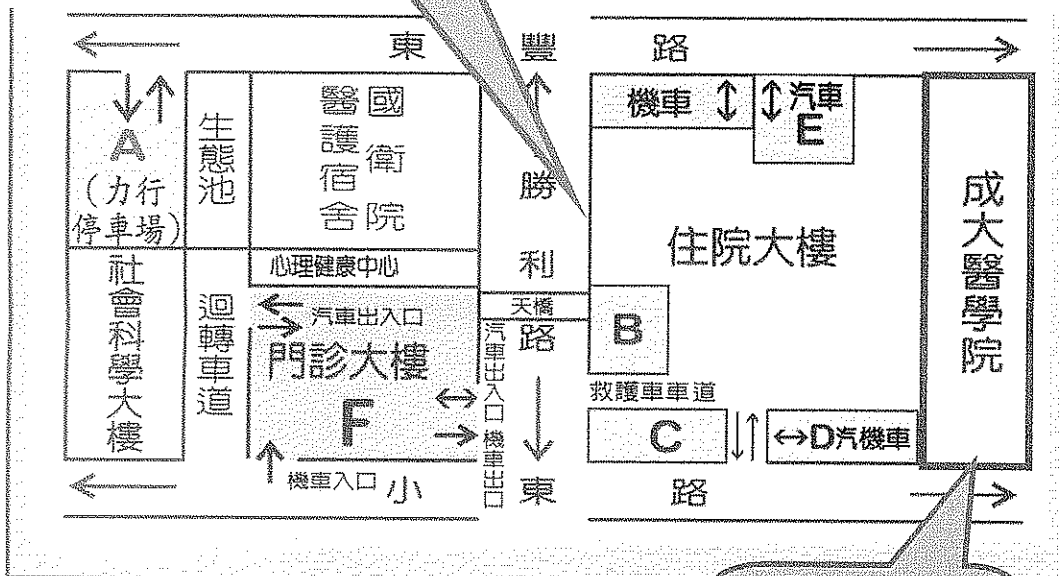 東豐路
A
(力行
停車場)
生態池
醫護宿舍
國衛院
機車
汽車
E
勝利路
住院大樓
成大醫學院
社會科學大樓
迴轉車道
心理健康中心
汽車出入口
門診大樓
F
天橋
汽車出入口
機車出口
B
救護車車道
C
D汽機車
機車入口
小東路